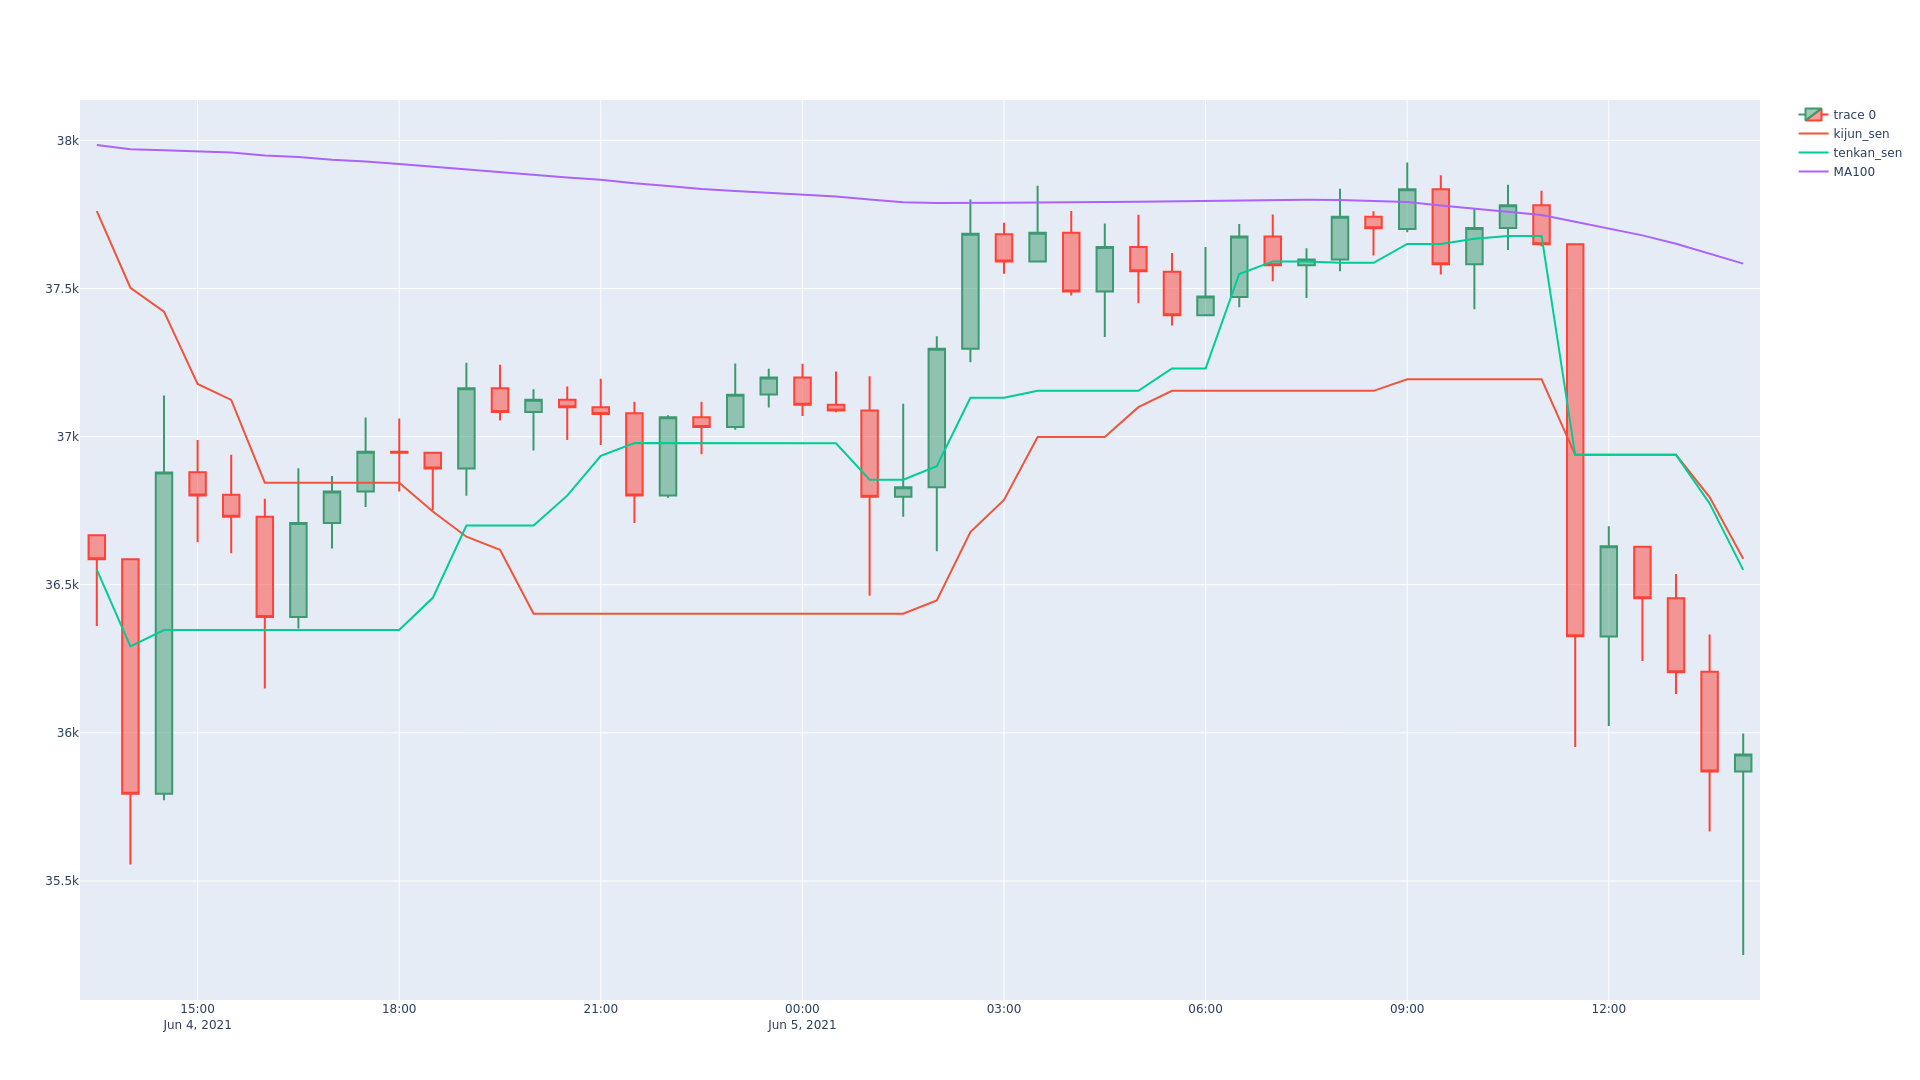 38k
37.5k
37k
36.5k
36k
35.5k
15:00
Jun 4, 2021
18:00
21:00
00:00
Jun 5, 2021
03:00
06:00
09:00
12:00
trace 0
kijun_sen
tenkan_sen
MA100